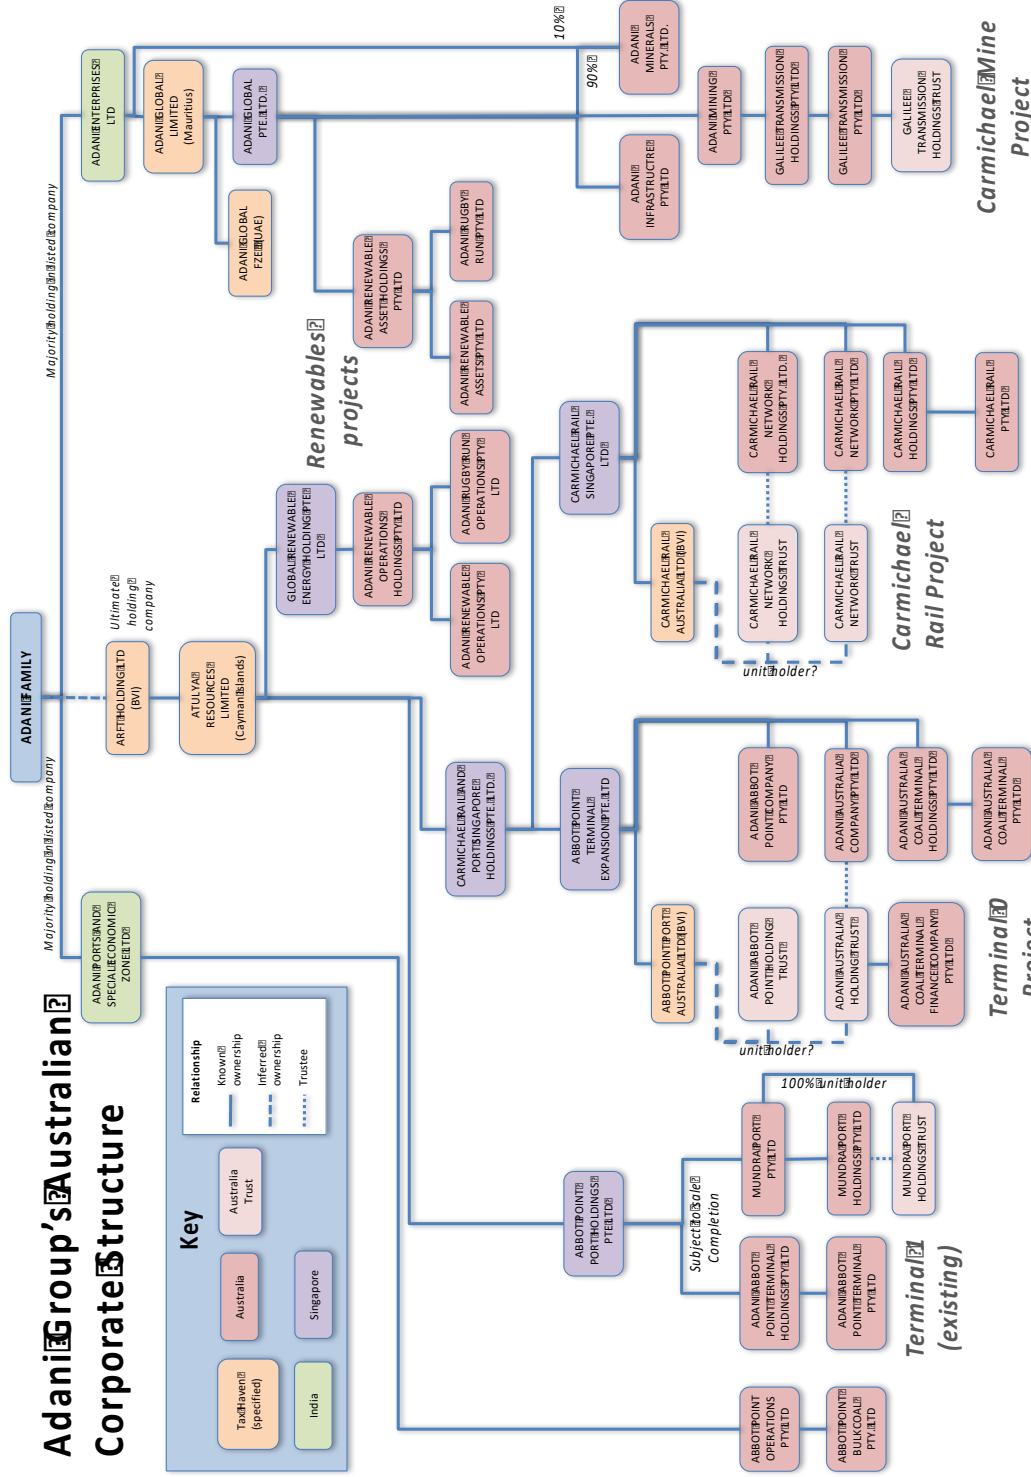 Adani Group's Australian
Corporate Structure
ADANI FAMILY
Majority holding in listed company
Majority holding in listed company
Ultimate
holding
company
ADANI PORTS AND
SPECIAL ECONOMIC
ZONE LTD
ARFT HOLDING LTD
(BVI)
ADANI ENTERPRISES
LTD
ATULYA
RESOURCES
LIMITED
(Cayman Islands)
ADANI GLOBAL
LIMITED
(Mauritius)
ADANI GLOBAL
FZE (UAE)
ADANI GLOBAL
PTE. LTD.
Key
Tax Haven
(specified)
Australia
Australia
Trust
India
Singapore
Relationship
Known
ownership
Inferred
ownership
Trustee
GLOBAL RENEWABLE
ENERGY HOLDING PTE
LTD
Renewables
projects
ADANI RENEWABLE
OPERATIONS
HOLDINGS PTY LTD
ADANI RENEWABLE
ASSET HOLDINGS
PTY LTD
ADANI RENEWABLE
OPERATIONS PTY
LTD
ADANI RUGBY RUN
OPERATIONS PTY
LTD
ADANI RENEWABLE
ASSETS PTY LTD
ADANI RUGBY
RUN PTY LTD
CARMICHAEL RAIL AND
PORT SINGAPORE
HOLDINGS PTE. LTD.
ABBOT POINT
PORT HOLDINGS
PTE LTD
ABBOT POINT
TERMINAL
EXPANSION PTE. LTD
CARMICHAEL RAIL
SINGAPORE PTE.
LTD
10%
90%
ADANI
INFRASTRUCTRE
PTY LTD
ADANI
MINERALS
PTY. LTD.
ABBOT POINT PORT
AUSTRALIA LTD (BVI)
CARMICHAEL RAIL
AUSTRALIA LTD (BVI)
ADANI MINING
PTY LTD
Subject to sale
Completion
ABBOT POINT
OPERATIONS
PTY LTD
ADANI ABBOT
POINT TERMINAL
HOLDINGS PTY LTD
MUNDRA PORT
PTY LTD
100% unit holder
unit holder?
ADANI ABBOT
POINT HOLDING
TRUST
ADANI ABBOT
POINT COMPANY
PTY LTD
unit holder?
CARMICHAEL RAIL
NETWORK
HOLDINGS TRUST
CARMICHAEL RAIL
NETWORK
HOLDINGS PTY. LTD.
GALILEE TRANSMISSION
HOLDINGS PTY LTD
ABBOT POINT
BULKCOAL
PTY. LTD
ADANI ABBOT
POINT TERMINAL
PTY LTD
MUNDRA PORT
HOLDINGS PTY LTD
ADANI AUSTRALIA
HOLDING TRUST
ADANI AUSTRALIA
COMPANY PTY LTD
CARMICHAEL RAIL
NETWORK TRUST
CARMICHAEL RAIL
NETWORK PTY LTD
GALILEE TRANSMISSION
PTY LTD
MUNDRA PORT
HOLDINGS TRUST
ADANI AUSTRALIA
COAL TERMINAL
FINANCE COMPANY
PTY LTD
ADANI AUSTRALIA
COAL TERMINAL
HOLDINGS PTY LTD
CARMICHAEL RAIL
HOLDINGS PTY LTD
GALILEE
TRANSMISSION
HOLDINGS TRUST
ADANI AUSTRALIA
COAL TERMINAL
PTY LTD
CARMICHAEL RAIL
PTY LTD
Terminal 1
(existing)
Terminal 0
Project
Carmichael
Rail Project
Carmichael Mine
Project